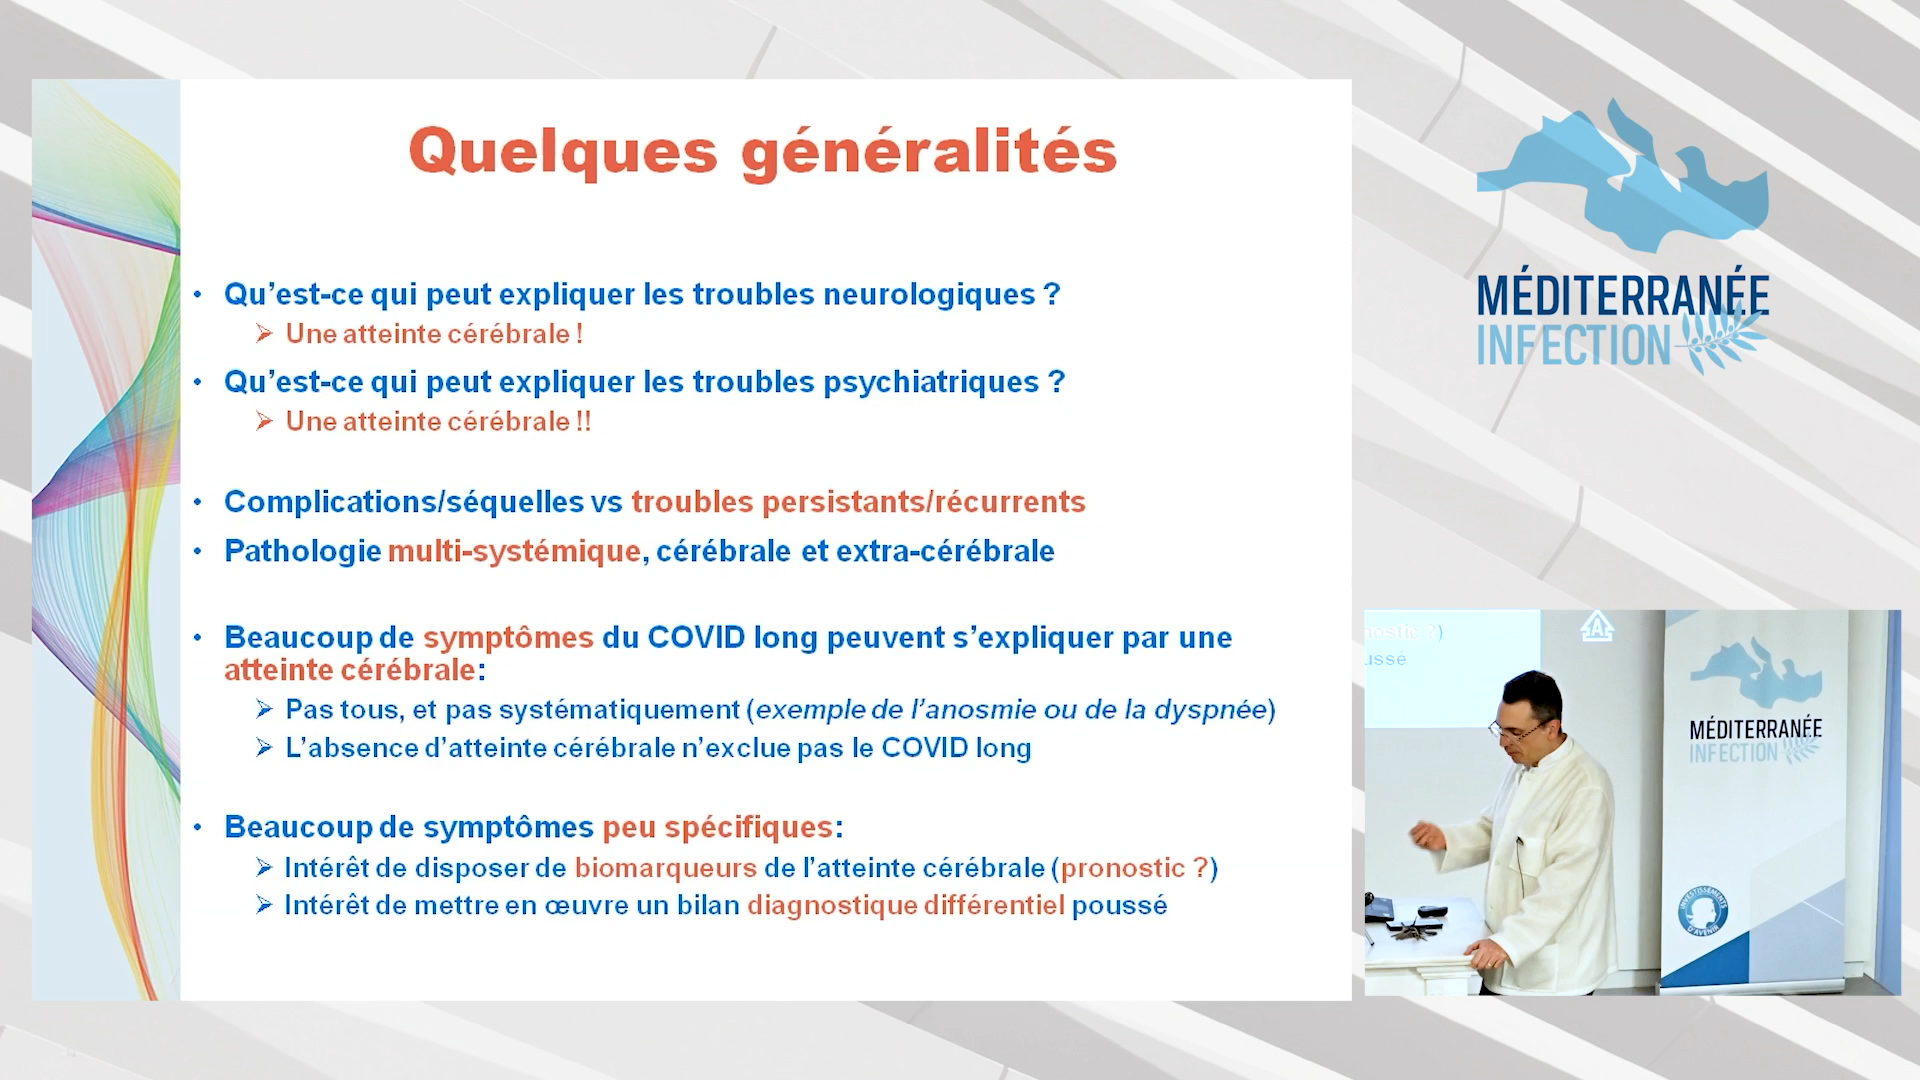 Quelques généralités
• Qu’est-ce qui peut expliquer les troubles neurologiques ?
➢ Une atteinte cérébrale !
• Qu’est-ce qui peut expliquer les troubles psychiatriques ?
➢ Une atteinte cérébrale !!
• Complications/séquelles vs troubles persistants/récurrents
• Pathologie multi-systémique, cérébrale et extra-cérébrale
• Beaucoup de symptômes du COVID long peuvent s’expliquer par une
atteinte cérébrale:
➢ Pas tous, et pas systématiquement (exemple de l’anosmie ou de la dyspnée)
➢ L’absence d’atteinte cérébrale n’exclue pas le COVID long
• Beaucoup de symptômes peu spécifiques:
➢ Intérêt de disposer de biomarqueurs de l’atteinte cérébrale (pronostic ?)
➢ Intérêt de mettre en œuvre un bilan diagnostique différentiel poussé
MÉDITERRANÉE
INFECTION
nostic ?)
ussé
A
MÉDITERRANÉE
INFECTION
INVESTISSEMENTS
D'AVENIR